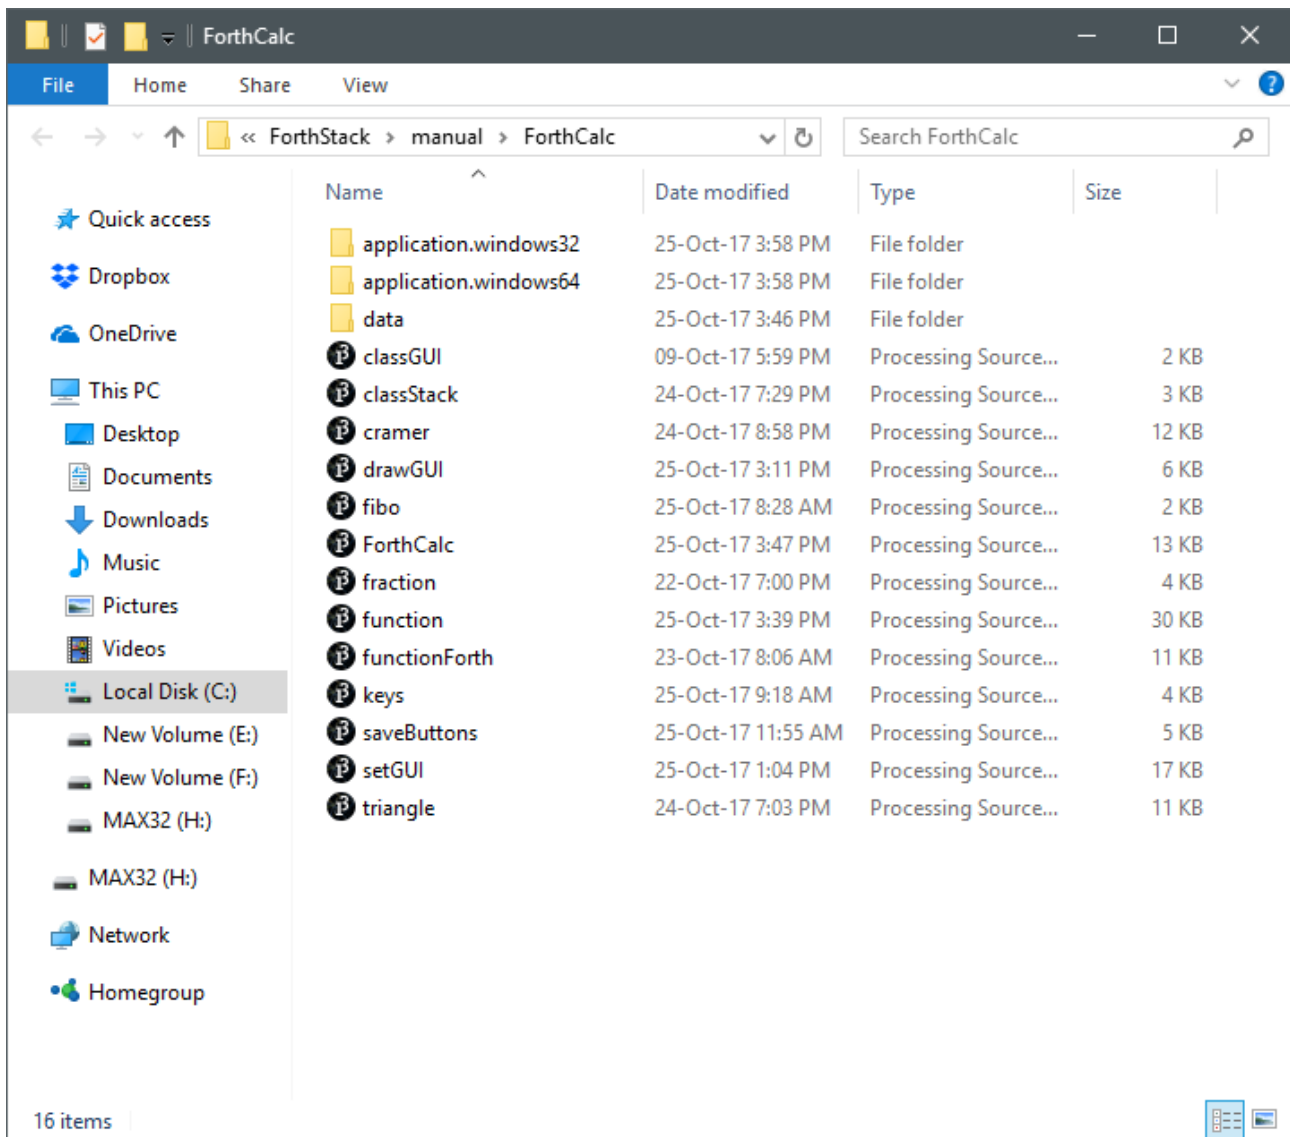 ForthCalc
File Home Share View
« ForthStack › manual › ForthCalc Search ForthCalc
Name Date modified Type Size
Quick access
Dropbox
OneDrive
This PC
Desktop
Documents
Downloads
Music
Pictures
Videos
Local Disk (C:)
New Volume (E:)
New Volume (F:)
MAX32 (H:)
MAX32 (H:)
Network
Homegroup
application.windows32 25-Oct-17 3:58 PM File folder
application.windows64 25-Oct-17 3:58 PM File folder
data 25-Oct-17 3:46 PM File folder
classGUI 09-Oct-17 5:59 PM Processing Source... 2 KB
classStack 24-Oct-17 7:29 PM Processing Source... 3 KB
cramer 24-Oct-17 8:58 PM Processing Source... 12 KB
drawGUI 25-Oct-17 3:11 PM Processing Source... 6 KB
fibo 25-Oct-17 8:28 AM Processing Source... 2 KB
ForthCalc 25-Oct-17 3:47 PM Processing Source... 13 KB
fraction 22-Oct-17 7:00 PM Processing Source... 4 KB
function 25-Oct-17 3:39 PM Processing Source... 30 KB
functionForth 23-Oct-17 8:06 AM Processing Source... 11 KB
keys 25-Oct-17 9:18 AM Processing Source... 4 KB
saveButtons 25-Oct-17 11:55 AM Processing Source... 5 KB
setGUI 25-Oct-17 1:04 PM Processing Source... 17 KB
triangle 24-Oct-17 7:03 PM Processing Source... 11 KB
16 items